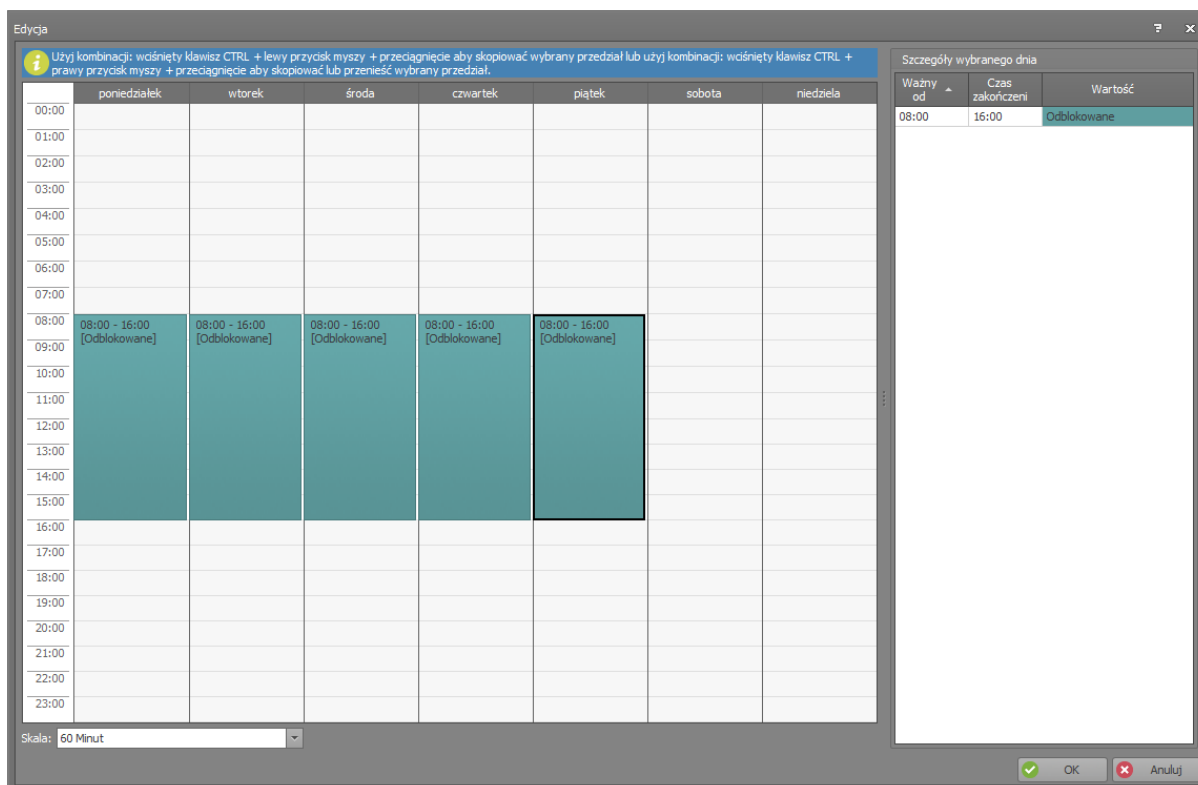 Edycja
Użyj kombinacji: wciśnięty klawisz CTRL + lewy przycisk myszy + przeciągnięcie aby skopiować wybrany przedział lub użyj kombinacji: wciśnięty klawisz CTRL +
prawy przycisk myszy + przeciągnięcie aby skopiować lub przenieść wybrany przedział.
poniedziałek wtorek środa czwartek piątek sobota niedziela
00:00
01:00
02:00
03:00
04:00
05:00
06:00
07:00
08:00
08:00 - 16:00 08:00 - 16:00 08:00 - 16:00 08:00 - 16:00 08:00 - 16:00
[Odblokowane] [Odblokowane] [Odblokowane] [Odblokowane] [Odblokowane]
09:00
10:00
11:00
12:00
13:00
14:00
15:00
16:00
17:00
18:00
19:00
20:00
21:00
22:00
23:00
Skala: 60 Minut
Szczegóły wybranego dnia
Ważny od
Czas zakończeni
Wartość
08:00 16:00 Odblokowane
OK Anuluj